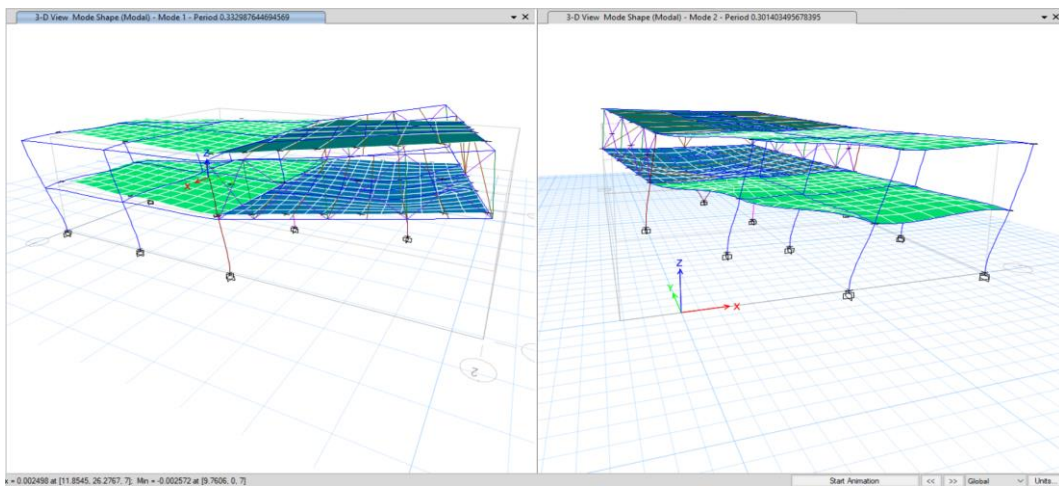 3-D View Mode Shape (Modal) - Mode 1 - Period 0.332987644694569
3-D View Mode Shape (Modal) - Mode 2 - Period 0.301403495678395
X
Z
Y
X
2
x = 0.002498 at [11.8545, 26.2767, 7]; Min = -0.002572 at [9.7606, 0, 7]
Start Animation
<<
>>
Global
Units...